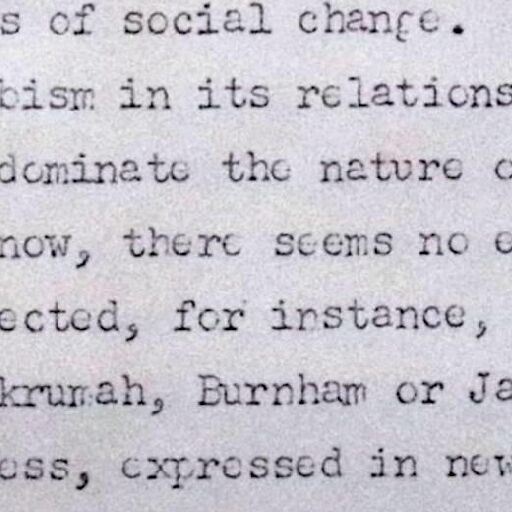 s of social change.
bism in its relations
dominate the nature o
now, there seems no e
ected, for instance,
krumah, Burnham or Ja
ess, expressed in new